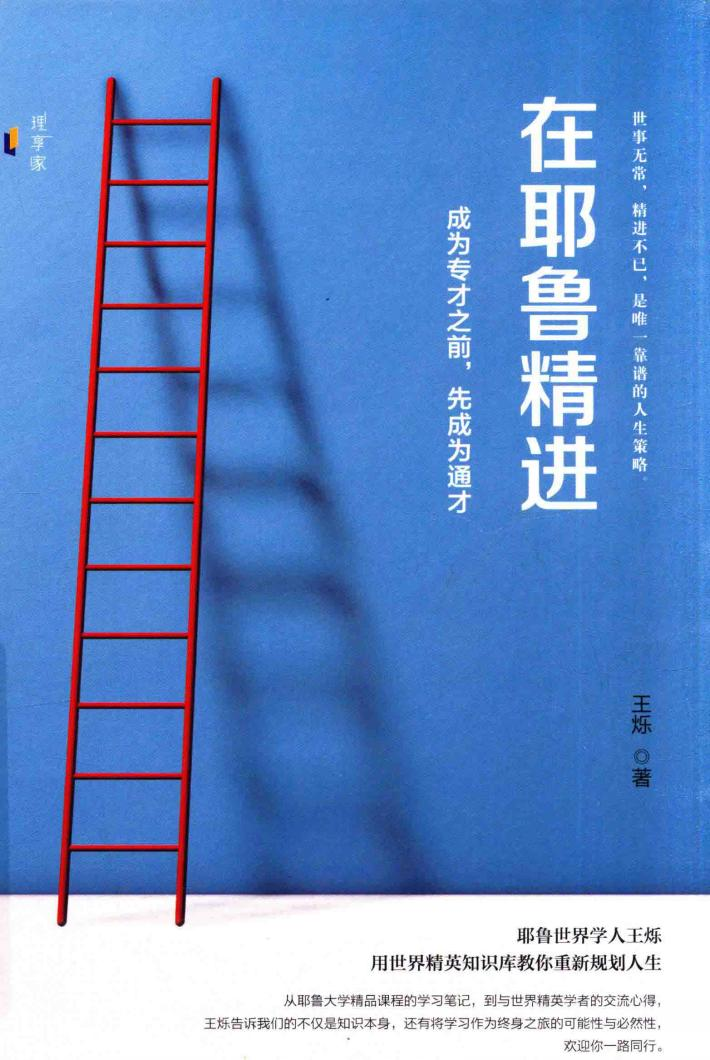 世事无常，精进不已，是唯一靠谱的人生策略。
在耶鲁精进
成为专才之前，先成为通才
理享家
王烁 ◎著
耶鲁世界学人王烁
用世界精英知识库教你重新规划人生
从耶鲁大学精品课程的学习笔记，到与世界精英学者的交流心得，
王烁告诉我们的不仅是知识本身，还有将学习作为终身之旅的可能性与必然性，
欢迎你一路同行。